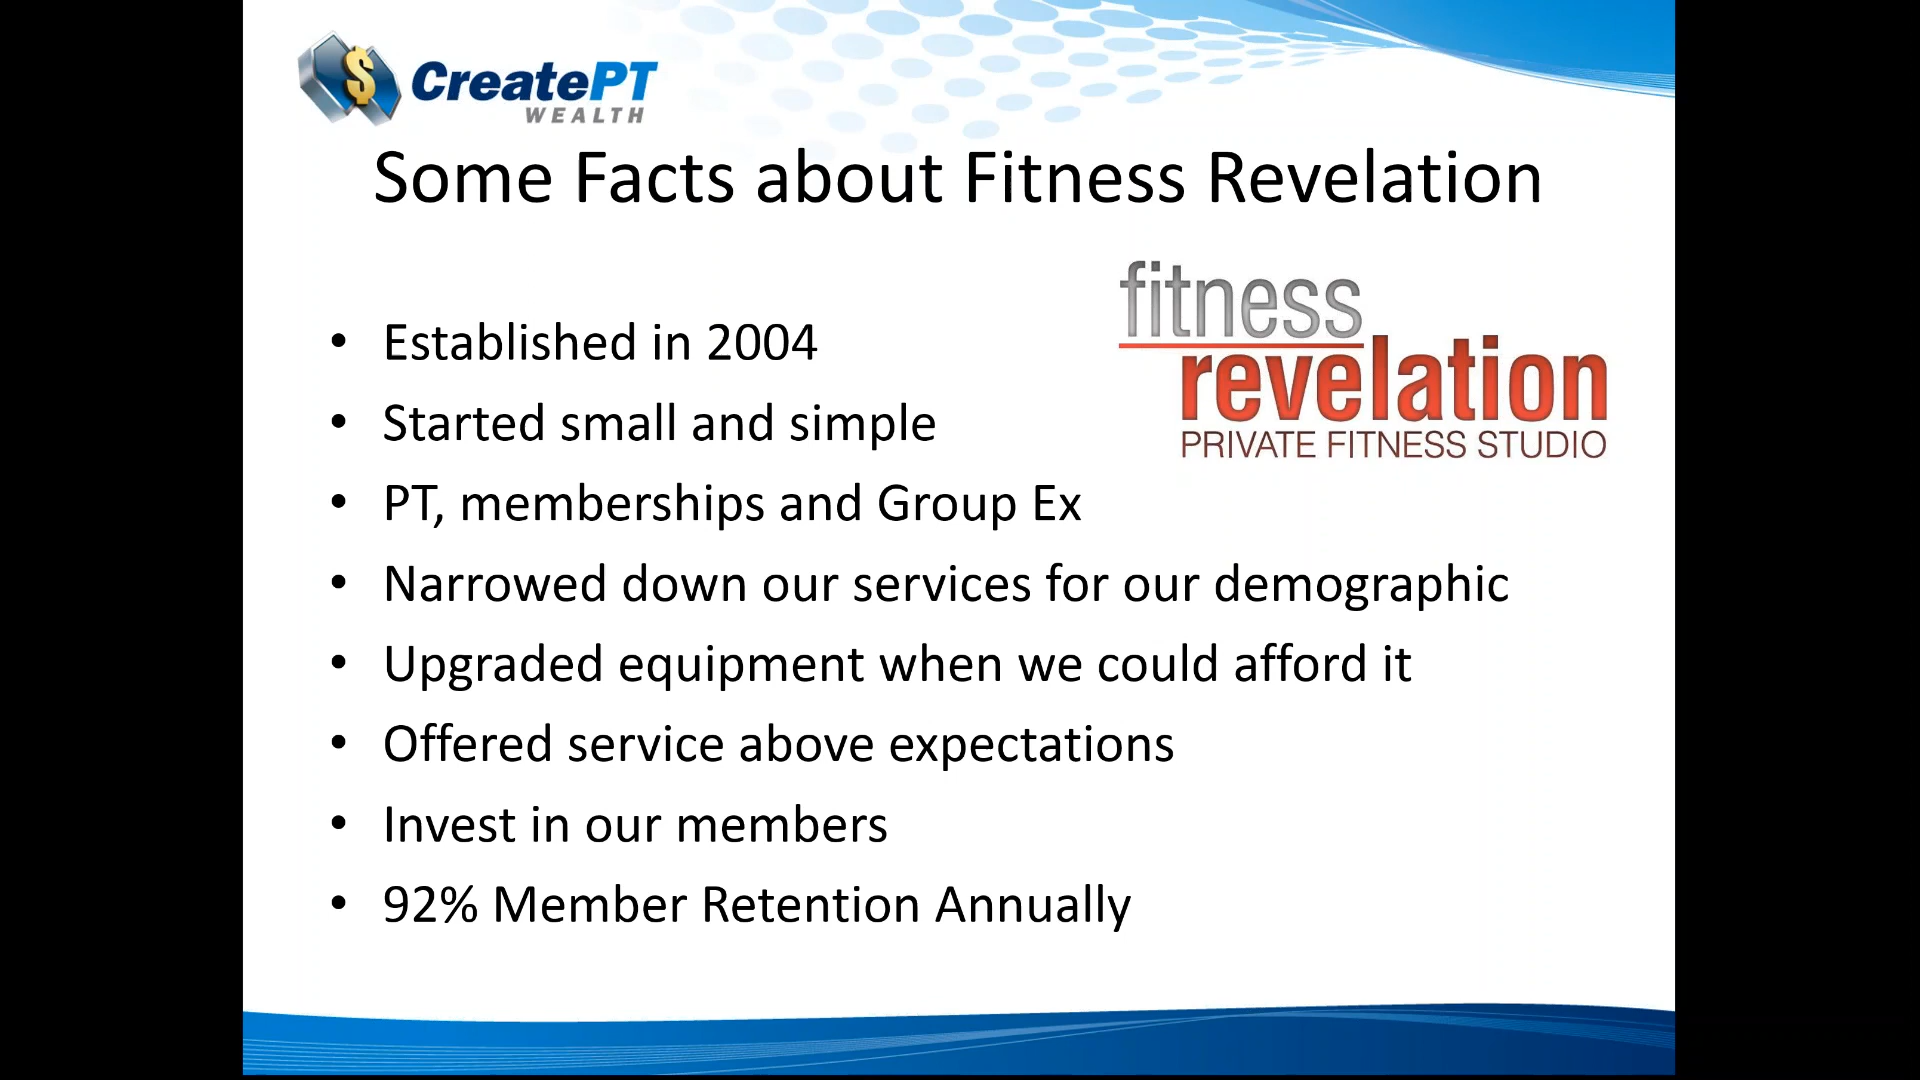 CreatePT
WEALTH
Some Facts about Fitness Revelation
fitness
revelation
PRIVATE FITNESS STUDIO
• Established in 2004
• Started small and simple
• PT, memberships and Group Ex
• Narrowed down our services for our demographic
• Upgraded equipment when we could afford it
• Offered service above expectations
• Invest in our members
• 92% Member Retention Annually